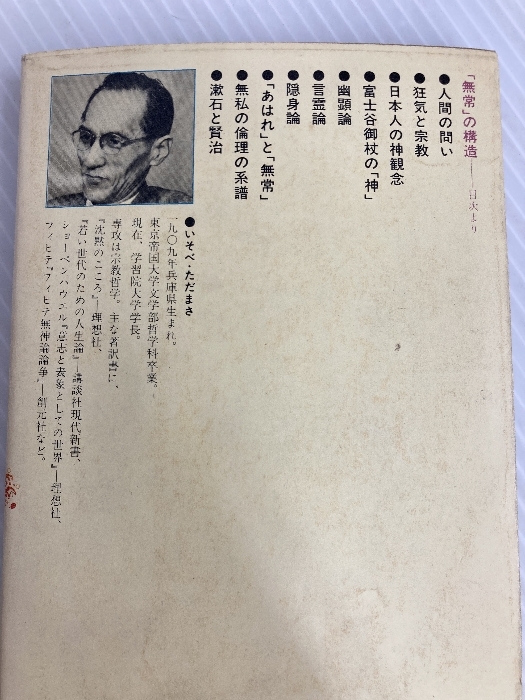 「無常」の構造――目次より
●人間の問い
●狂気と宗教
●日本人の神観念
●富士谷御杖の「神」
●幽顕論
●言霊論
●隠身論
●「あはれ」と「無常」
●無私の倫理の系譜
●漱石と賢治
●いそべ・ただまさ
一九〇九年兵庫県生まれ。
東京帝国大学文学部哲学科卒業。
現在、学習院大学学長。
専攻は宗教哲学。主な著訳書に、
『沈黙のこころ』―理想社、
『若い世代のための人生論』―講談社現代新書、
ショーペンハウエル『意志と表象としての世界』―理想社、
フィヒテ『フィヒテ無神論論争』―創元社など。